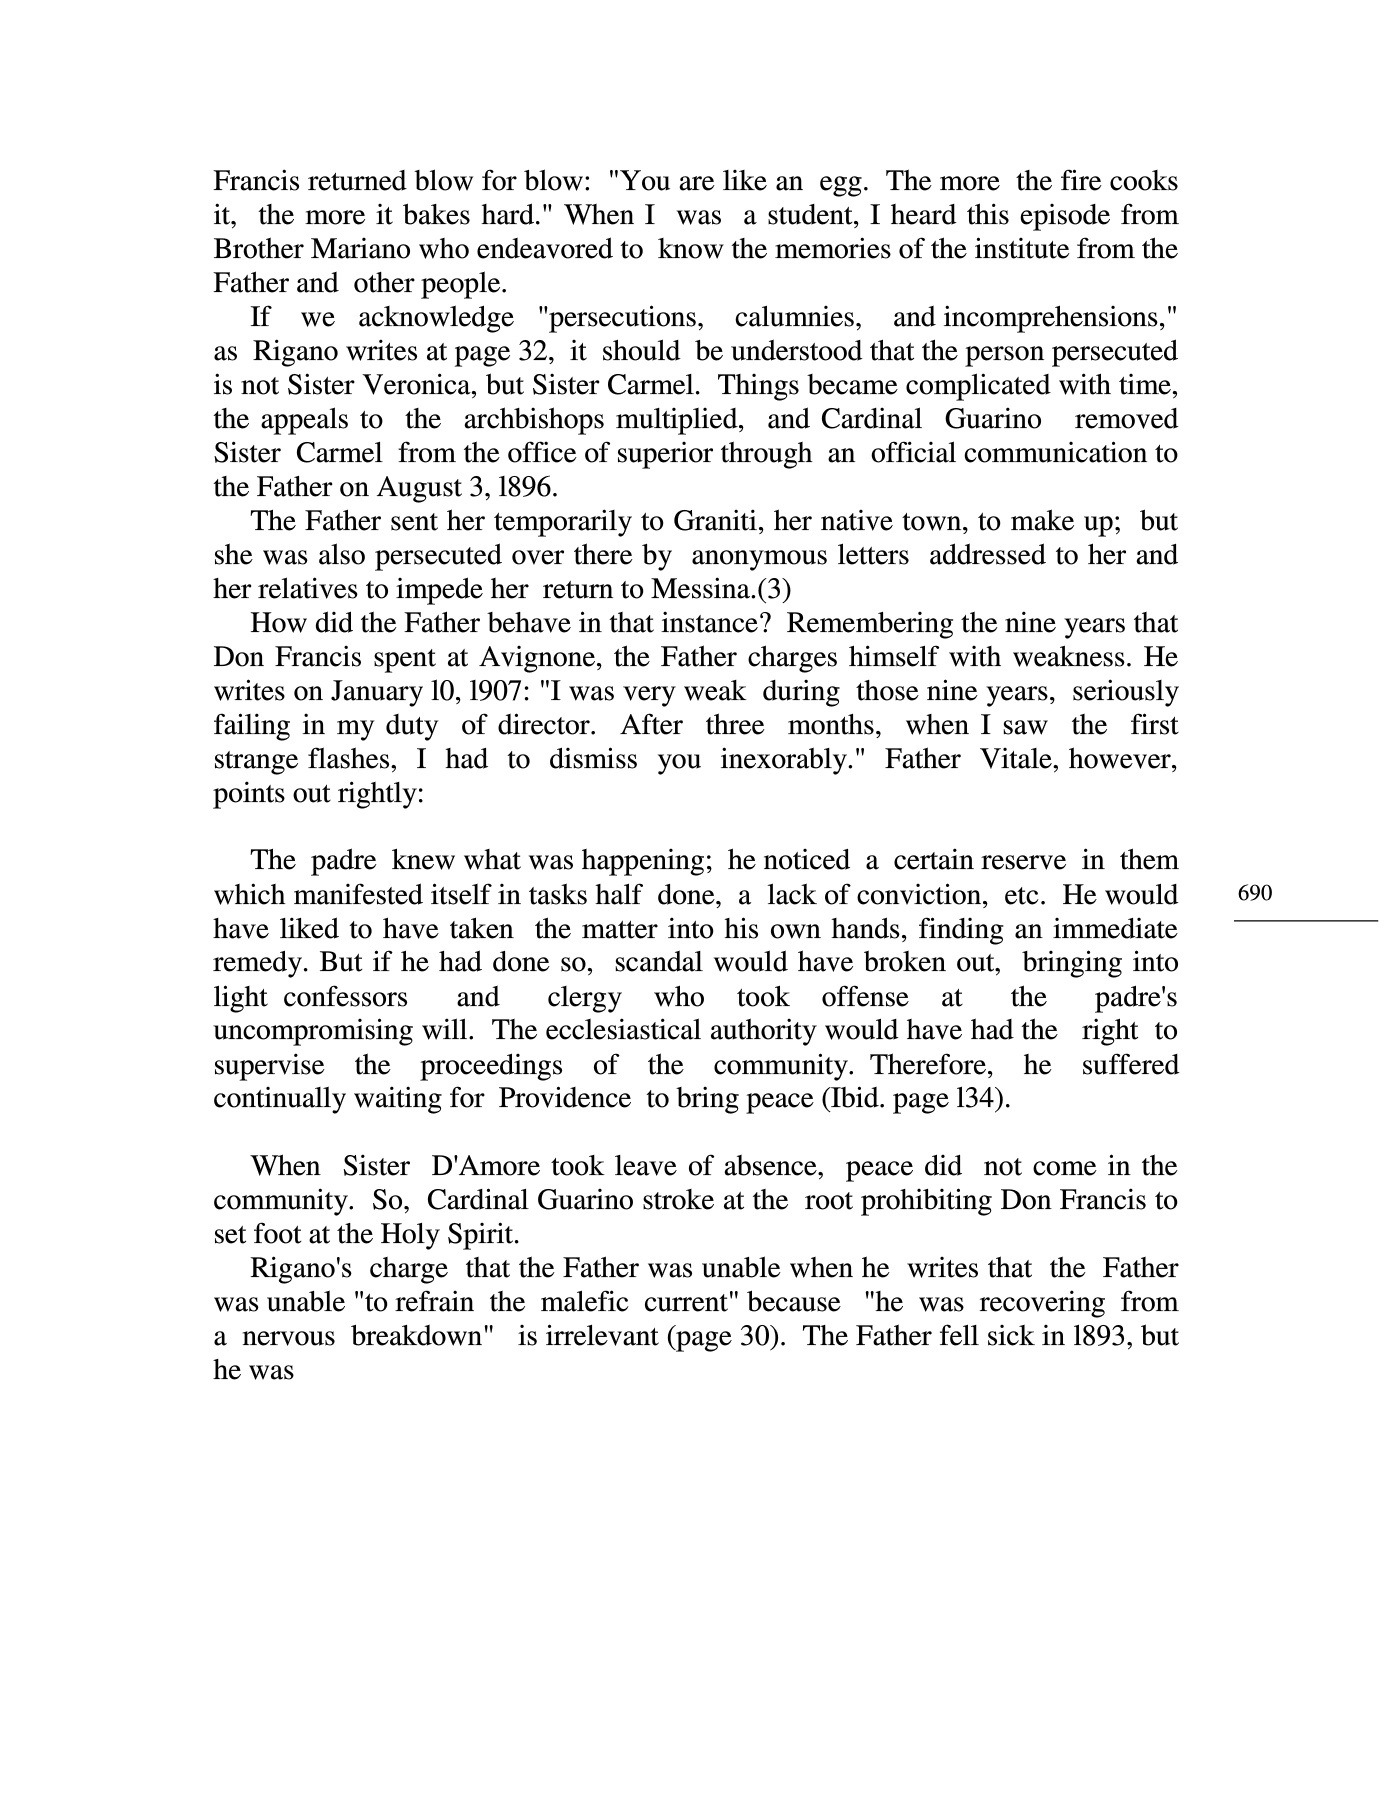 Francis returned blow for blow: "You are like an egg. The more the fire cooks
it, the more it bakes hard." When I was a student, I heard this episode from
Brother Mariano who endeavored to know the memories of the institute from the
Father and other people.
If we acknowledge "persecutions, calumnies, and incomprehensions,"
as Rigano writes at page 32, it should be understood that the person persecuted
is not Sister Veronica, but Sister Carmel. Things became complicated with time,
the appeals to the archbishops multiplied, and Cardinal Guarino removed
Sister Carmel from the office of superior through an official communication to
the Father on August 3, l896.
The Father sent her temporarily to Graniti, her native town, to make up; but
she was also persecuted over there by anonymous letters addressed to her and
her relatives to impede her return to Messina.(3)
How did the Father behave in that instance? Remembering the nine years that
Don Francis spent at Avignone, the Father charges himself with weakness. He
writes on January l0, l907: "I was very weak during those nine years, seriously
failing in my duty of director. After three months, when I saw the first
strange flashes, I had to dismiss you inexorably." Father Vitale, however,
points out rightly:
The padre knew what was happening; he noticed a certain reserve in them
which manifested itself in tasks half done, a lack of conviction, etc. He would
have liked to have taken the matter into his own hands, finding an immediate
remedy. But if he had done so, scandal would have broken out, bringing into
light confessors and clergy who took offense at the padre's
uncompromising will. The ecclesiastical authority would have had the right to
supervise the proceedings of the community. Therefore, he suffered
continually waiting for Providence to bring peace (Ibid. page l34).
690
When Sister D'Amore took leave of absence, peace did not come in the
community. So, Cardinal Guarino stroke at the root prohibiting Don Francis to
set foot at the Holy Spirit.
Rigano's charge that the Father was unable when he writes that the Father
was unable "to refrain the malefic current" because "he was recovering from
a nervous breakdown" is irrelevant (page 30). The Father fell sick in l893, but
he was